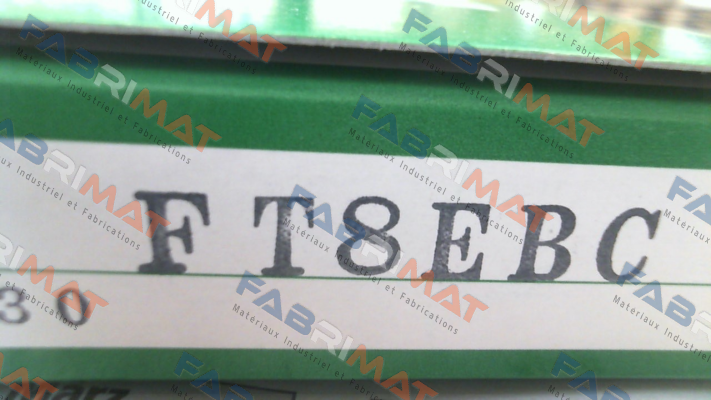 FT8EBC
30
FABRIMAT
Matériaux Industriel et Fabrications